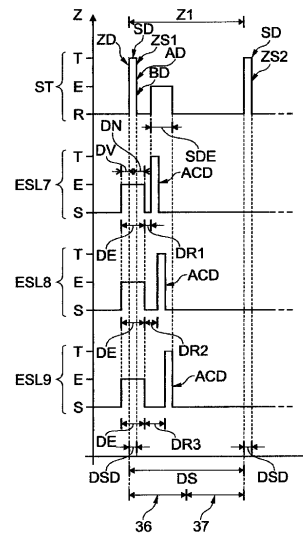 Z
Z1
SD
ZD
ZS1
AD
BD
SD
ZS2
T
ST
E
R
DN
DV
SDE
T
ESL7
E
ACD
S
DE
DR1
T
ESL8
E
ACD
S
DE
DR2
T
ESL9
E
ACD
S
DE
DR3
DSD
DS
DSD
36
37